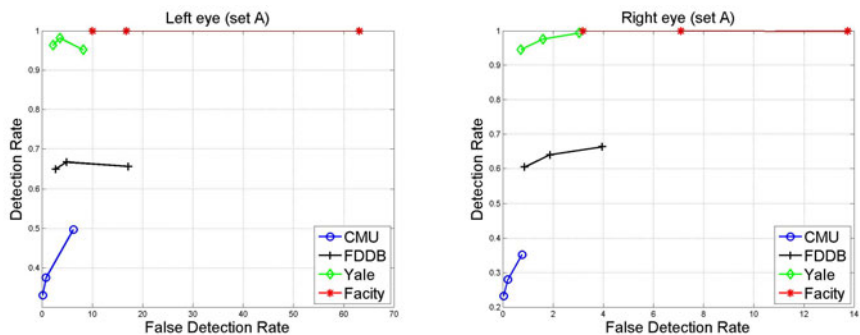 Left eye (set A)
Detection Rate
1
0.9
0.8
0.7
0.6
0.5
0.4
0 10 20 30 40 50 60 70
False Detection Rate
CMU
FDDB
Yale
Facity
Right eye (set A)
Detection Rate
1
0.9
0.8
0.7
0.6
0.5
0.4
0.3
0.2
0 2 4 6 8 10 12 14
False Detection Rate
CMU
FDDB
Yale
Facity